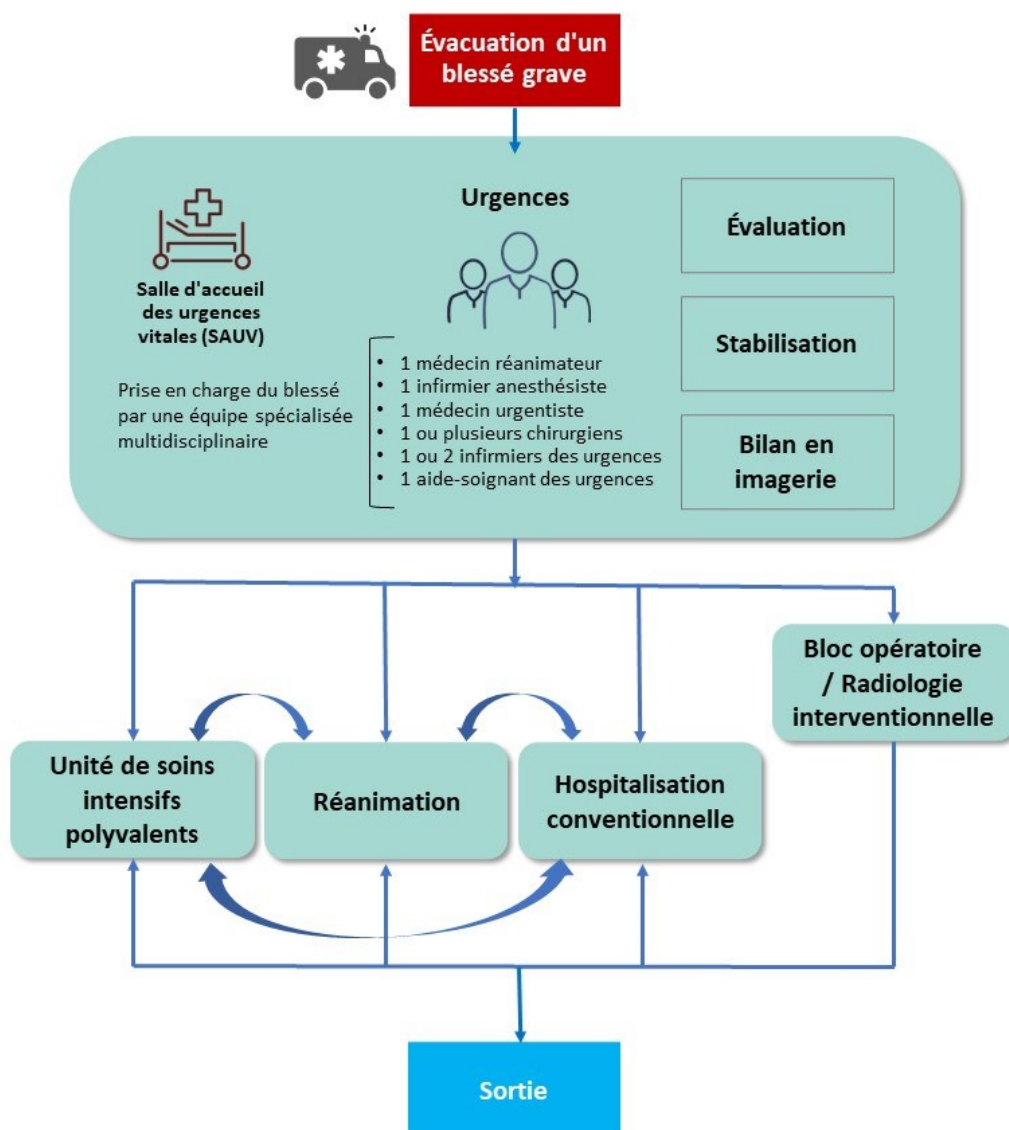 Évacuation d'un
blessé grave
Urgences
Salle d'accueil
des urgences
vitales (SAUV)
Prise en charge du blessé
par une équipe spécialisée
multidisciplinaire
• 1 médecin réanimateur
• 1 infirmier anesthésiste
• 1 médecin urgentiste
• 1 ou plusieurs chirurgiens
• 1 ou 2 infirmiers des urgences
• 1 aide-soignant des urgences
Évaluation
Stabilisation
Bilan en
imagerie
Bloc opératoire
/ Radiologie
interventionnelle
Unité de soins
intensifs
polyvalents
Réanimation
Hospitalisation
conventionnelle
Sortie